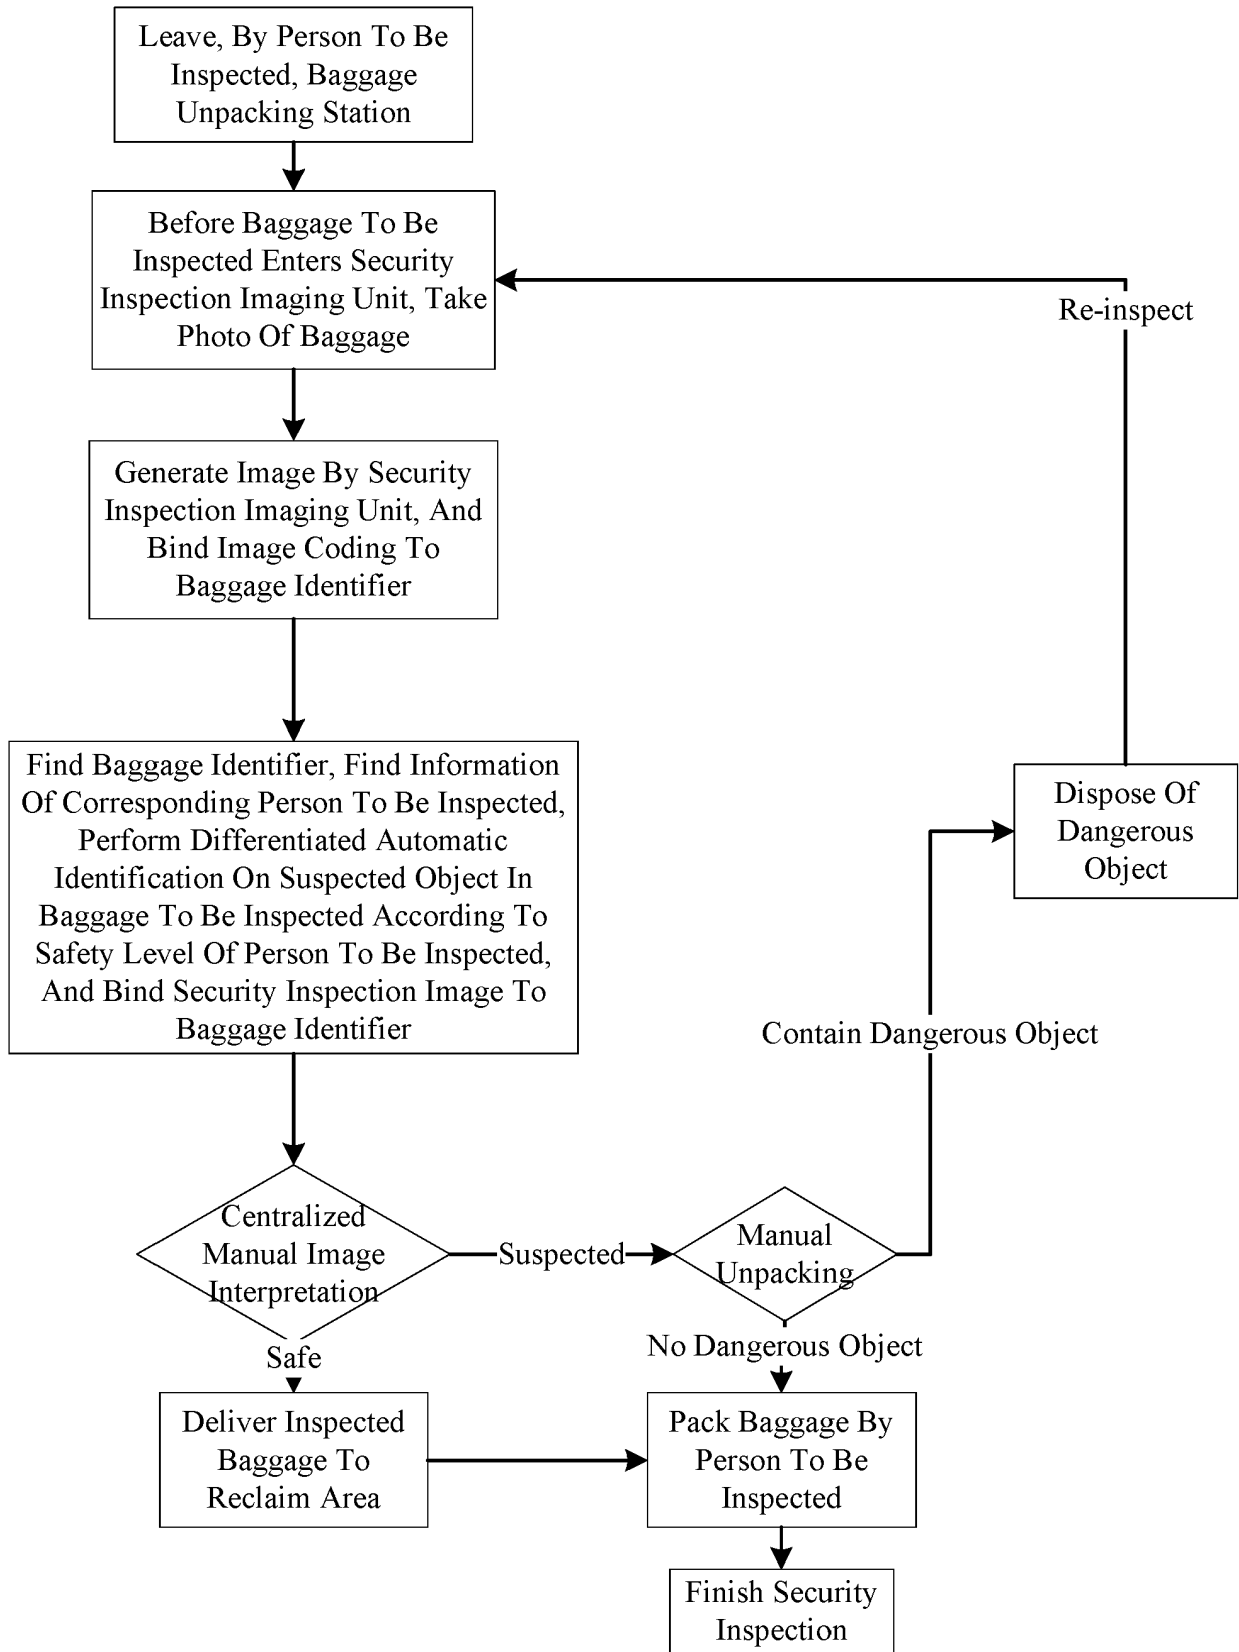 Leave, By Person To Be
Inspected, Baggage
Unpacking Station
Before Baggage To Be
Inspected Enters Security
Inspection Imaging Unit, Take
Photo Of Baggage
Re-inspect
Generate Image By Security
Inspection Imaging Unit, And
Bind Image Coding To
Baggage Identifier
Find Baggage Identifier, Find Information
Of Corresponding Person To Be Inspected,
Perform Differentiated Automatic
Identification On Suspected Object In
Baggage To Be Inspected According To
Safety Level Of Person To Be Inspected,
And Bind Security Inspection Image To
Baggage Identifier
Dispose Of
Dangerous
Object
Contain Dangerous Object
Centralized
Manual Image
Interpretation
Suspected
Manual
Unpacking
Safe
No Dangerous Object
Deliver Inspected
Baggage To
Reclaim Area
Pack Baggage By
Person To Be
Inspected
Finish Security
Inspection